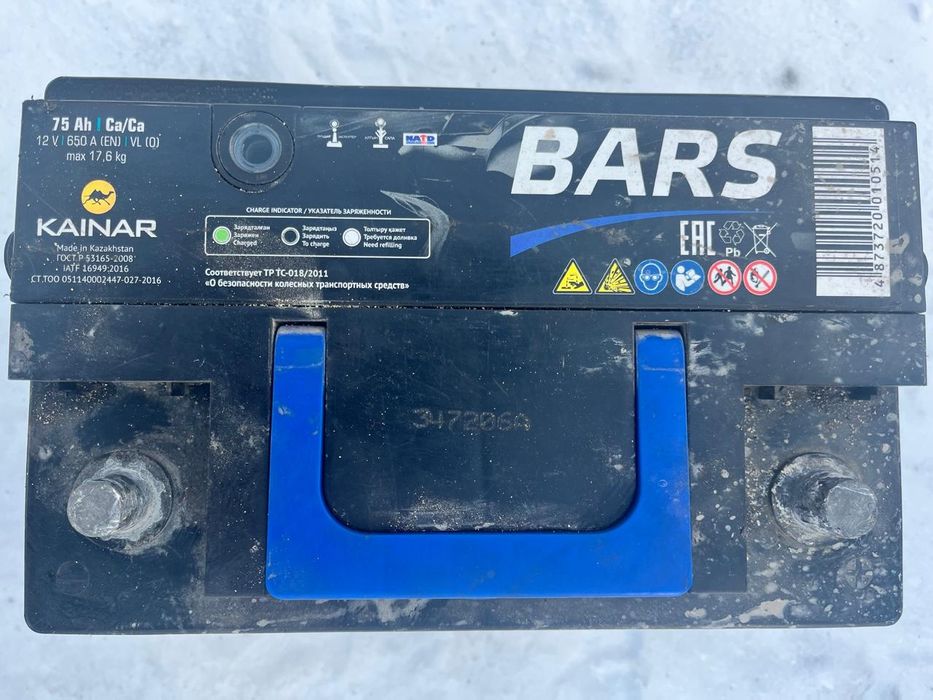 75 Ah | Ca/Ca
12 V | 650 A (EN) | VL (0)
max 17,6 kg
KAINAR
Made in Kazakhstan
ГОСТ Р 53165-2008
IATF 16949:2016
СТ ТОО 051140002447-027-2016
CHARGE INDICATOR / УКАЗАТЕЛЬ ЗАРЯЖЕННОСТИ
Зарядталған
Заряжен
Charged
Зарядтаңыз
Зарядить
To charge
Толтыру қажет
Требуется доливка
Need refilling
Соответствует ТР ТС-018/2011
«О безопасности колесных транспортных средств»
BARS
EAC
Pb
4 873720 010514
347206A